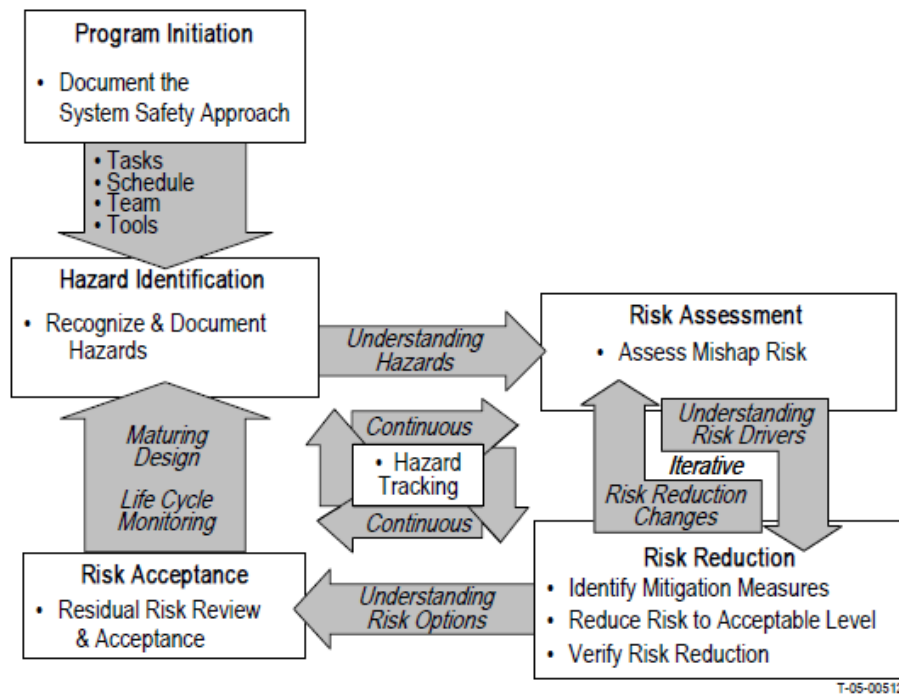 Program Initiation
• Document the
System Safety Approach
• Tasks
• Schedule
• Team
• Tools
Hazard Identification
• Recognize & Document
Hazards
Understanding
Hazards
Risk Assessment
• Assess Mishap Risk
Understanding
Risk Drivers
Iterative
Risk Reduction
Changes
Continuous
• Hazard
Tracking
Continuous
Maturing
Design
Life Cycle
Monitoring
Risk Reduction
• Identify Mitigation Measures
• Reduce Risk to Acceptable Level
• Verify Risk Reduction
Understanding
Risk Options
Risk Acceptance
• Residual Risk Review
& Acceptance
T-05-00512